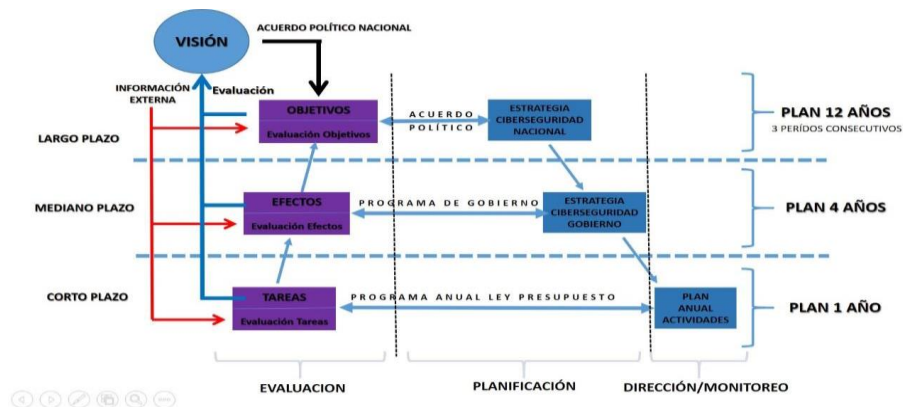 VISIÓN
ACUERDO POLÍTICO NACIONAL
INFORMACIÓN
EXTERNA
Evaluación
OBJETIVOS
Evaluación Objetivos
ACUERDO
POLÍTICO
ESTRATEGIA
CIBERSEGURIDAD
NACIONAL
PLAN 12 AÑOS
3 PERÍDOS CONSECUTIVOS
LARGO PLAZO
MEDIANO PLAZO
EFECTOS
Evaluación Efectos
PROGRAMA DE GOBIERNO
ESTRATEGIA
CIBERSEGURIDAD
GOBIERNO
PLAN 4 AÑOS
CORTO PLAZO
TAREAS
Evaluación Tareas
PROGRAMA ANUAL LEY PRESUPUESTO
PLAN
ANUAL
ACTIVIDADES
PLAN 1 AÑO
EVALUACION
PLANIFICACIÓN
DIRECCIÓN/MONITOREO